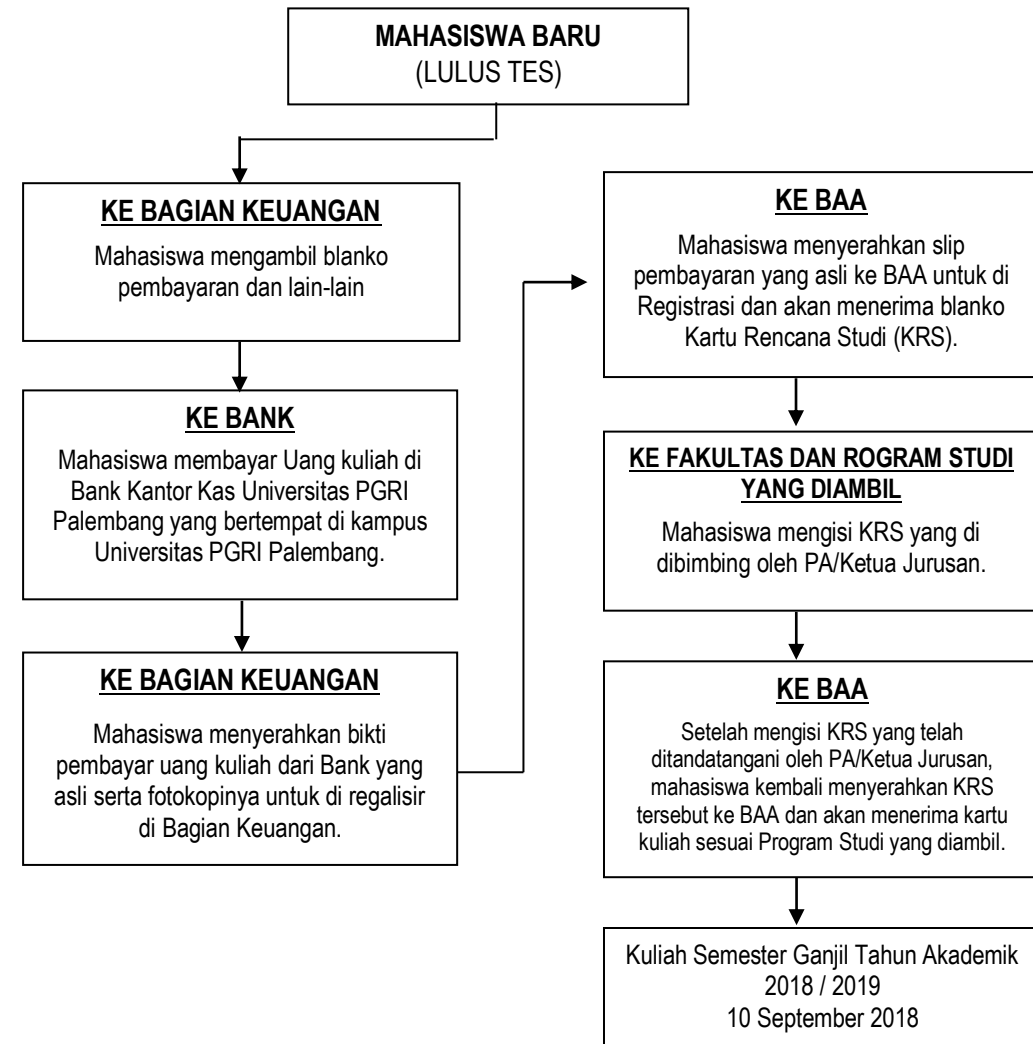 MAHASISWA BARU
(LULUS TES)
KE BAGIAN KEUANGAN
Mahasiswa mengambil blanko
pembayaran dan lain-lain
KE BANK
Mahasiswa membayar Uang kuliah di
Bank Kantor Kas Universitas PGRI
Palembang yang bertempat di kampus
Universitas PGRI Palembang.
KE BAGIAN KEUANGAN
Mahasiswa menyerahkan bikti
pembayar uang kuliah dari Bank yang
asli serta fotokopinya untuk di regalisir
di Bagian Keuangan.
KE BAA
Mahasiswa menyerahkan slip
pembayaran yang asli ke BAA untuk di
Registrasi dan akan menerima blanko
Kartu Rencana Studi (KRS).
KE FAKULTAS DAN ROGRAM STUDI
YANG DIAMBIL
Mahasiswa mengisi KRS yang di
dibimbing oleh PA/Ketua Jurusan.
KE BAA
Setelah mengisi KRS yang telah
ditandatangani oleh PA/Ketua Jurusan,
mahasiswa kembali menyerahkan KRS
tersebut ke BAA dan akan menerima kartu
kuliah sesuai Program Studi yang diambil.
Kuliah Semester Ganjil Tahun Akademik
2018 / 2019
10 September 2018